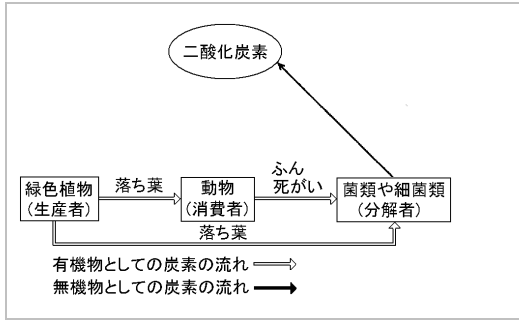 二酸化炭素
緑色植物
(生産者)
落ち葉
動物
(消費者)
ふん
死がい
菌類や細菌類
(分解者)
落ち葉
有機物としての炭素の流れ
無機物としての炭素の流れ